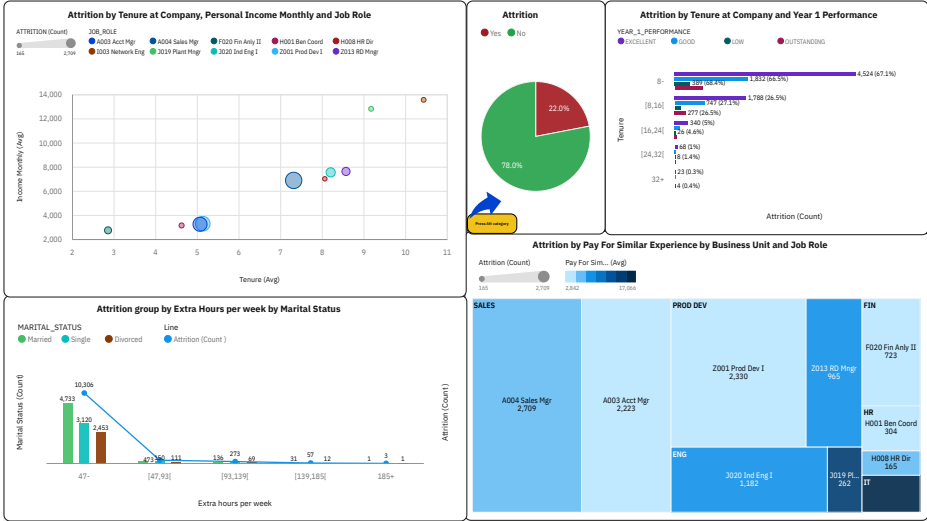 Attrition by Tenure at Company, Personal Income Monthly and Job Role
ATTRITION (Count)
165 2,709
JOB_ROLE
A003 Acct Mgr A004 Sales Mgr F020 Fin Anly II H001 Ben Coord H008 HR Dir
I003 Network Eng J019 Plant Mngr J020 Ind Eng I Z001 Prod Dev I Z013 RD Mngr
Income Monthly (Avg)
14,000
12,000
10,000
8,000
6,000
4,000
2,000
2 3 4 5 6 7 8 9 10 11
Tenure (Avg)
Attrition
Yes No
22.0%
78.0%
Press Alt category
Attrition by Tenure at Company and Year 1 Performance
YEAR_1_PERFORMANCE
EXCELLENT GOOD LOW OUTSTANDING
Tenure
8-
4,524 (67.1%)
1,832 (66.5%)
389 (68.4%)
[8,16[
1,788 (26.5%)
747 (27.1%)
277 (26.5%)
[16,24[
340 (5%)
26 (4.6%)
[24,32[
68 (1%)
8 (1.4%)
32+
23 (0.3%)
4 (0.4%)
Attrition (Count)
Attrition group by Extra Hours per week by Marital Status
MARITAL_STATUS
Married Single Divorced
Line
Attrition (Count )
Marital Status (Count)
Attrition (Count )
10,306
4,733
3,120
2,453
473 350 111
136 273 69
31 57 12
1 3 1
47- [47,93[ [93,139[ [139,185[ 185+
Extra hours per week
Attrition by Pay For Similar Experience by Business Unit and Job Role
Attrition (Count)
165 2,709
Pay For Sim... (Avg)
2,842 17,066
SALES
A004 Sales Mgr
2,709
A003 Acct Mgr
2,223
PROD DEV
Z001 Prod Dev I
2,330
Z013 RD Mngr
965
ENG
J020 Ind Eng I
1,182
J019 Pl...
262
FIN
F020 Fin Anly II
723
HR
H001 Ben Coord
304
H008 HR Dir
165
IT